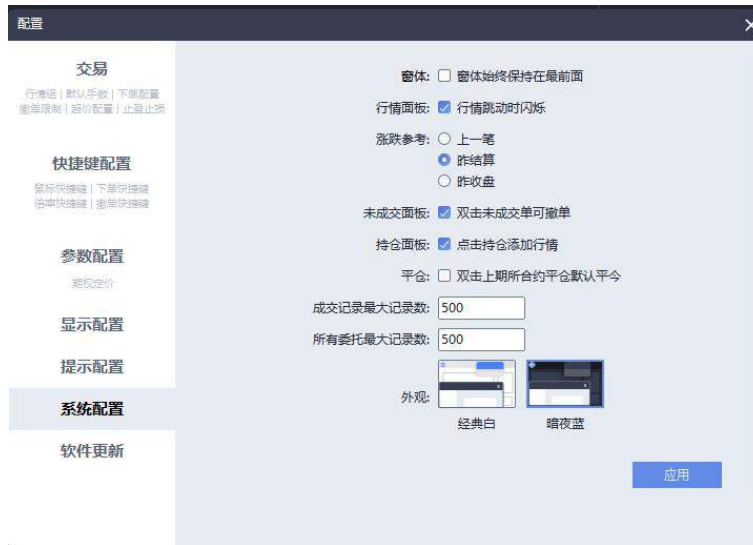 配置
交易
行情链 | 默认手数 | 下单配置
撤单限制 | 超价配置 | 止盈止损
快捷键配置
鼠标快捷键 | 下单快捷键
倍率快捷键 | 撤单快捷键
参数配置
期权定价
显示配置
提示配置
系统配置
软件更新
窗体: 窗体始终保持在最前面
行情面板: 行情跳动时闪烁
涨跌参考: 上一笔
昨结算
昨收盘
未成交面板: 双击未成交单可撤单
持仓面板: 点击持仓添加行情
平仓: 双击上期所合约平仓默认平今
成交记录最大记录数: 500
所有委托最大记录数: 500
外观:
经典白 暗夜蓝
应用